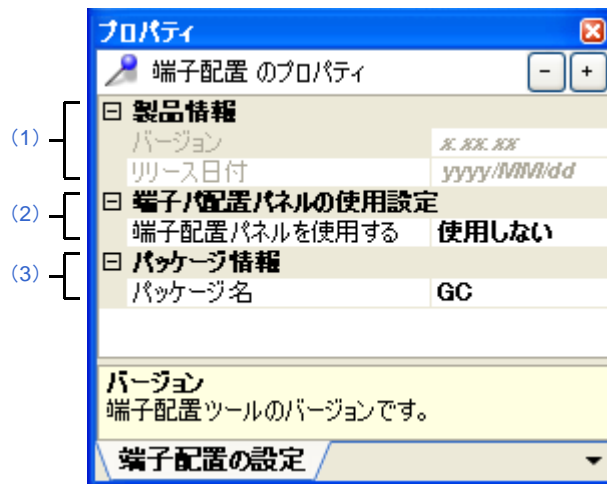 プロパティ
端子配置 のプロパティ
(1)
製品情報
バージョン x.xx.xx
リリース日付 yyyy/MM/dd
(2)
端子パ配置パネルの使用設定
端子配置パネルを使用する 使用しない
(3)
パッケージ情報
パッケージ名 GC
バージョン
端子配置ツールのバージョンです。
端子配置の設定